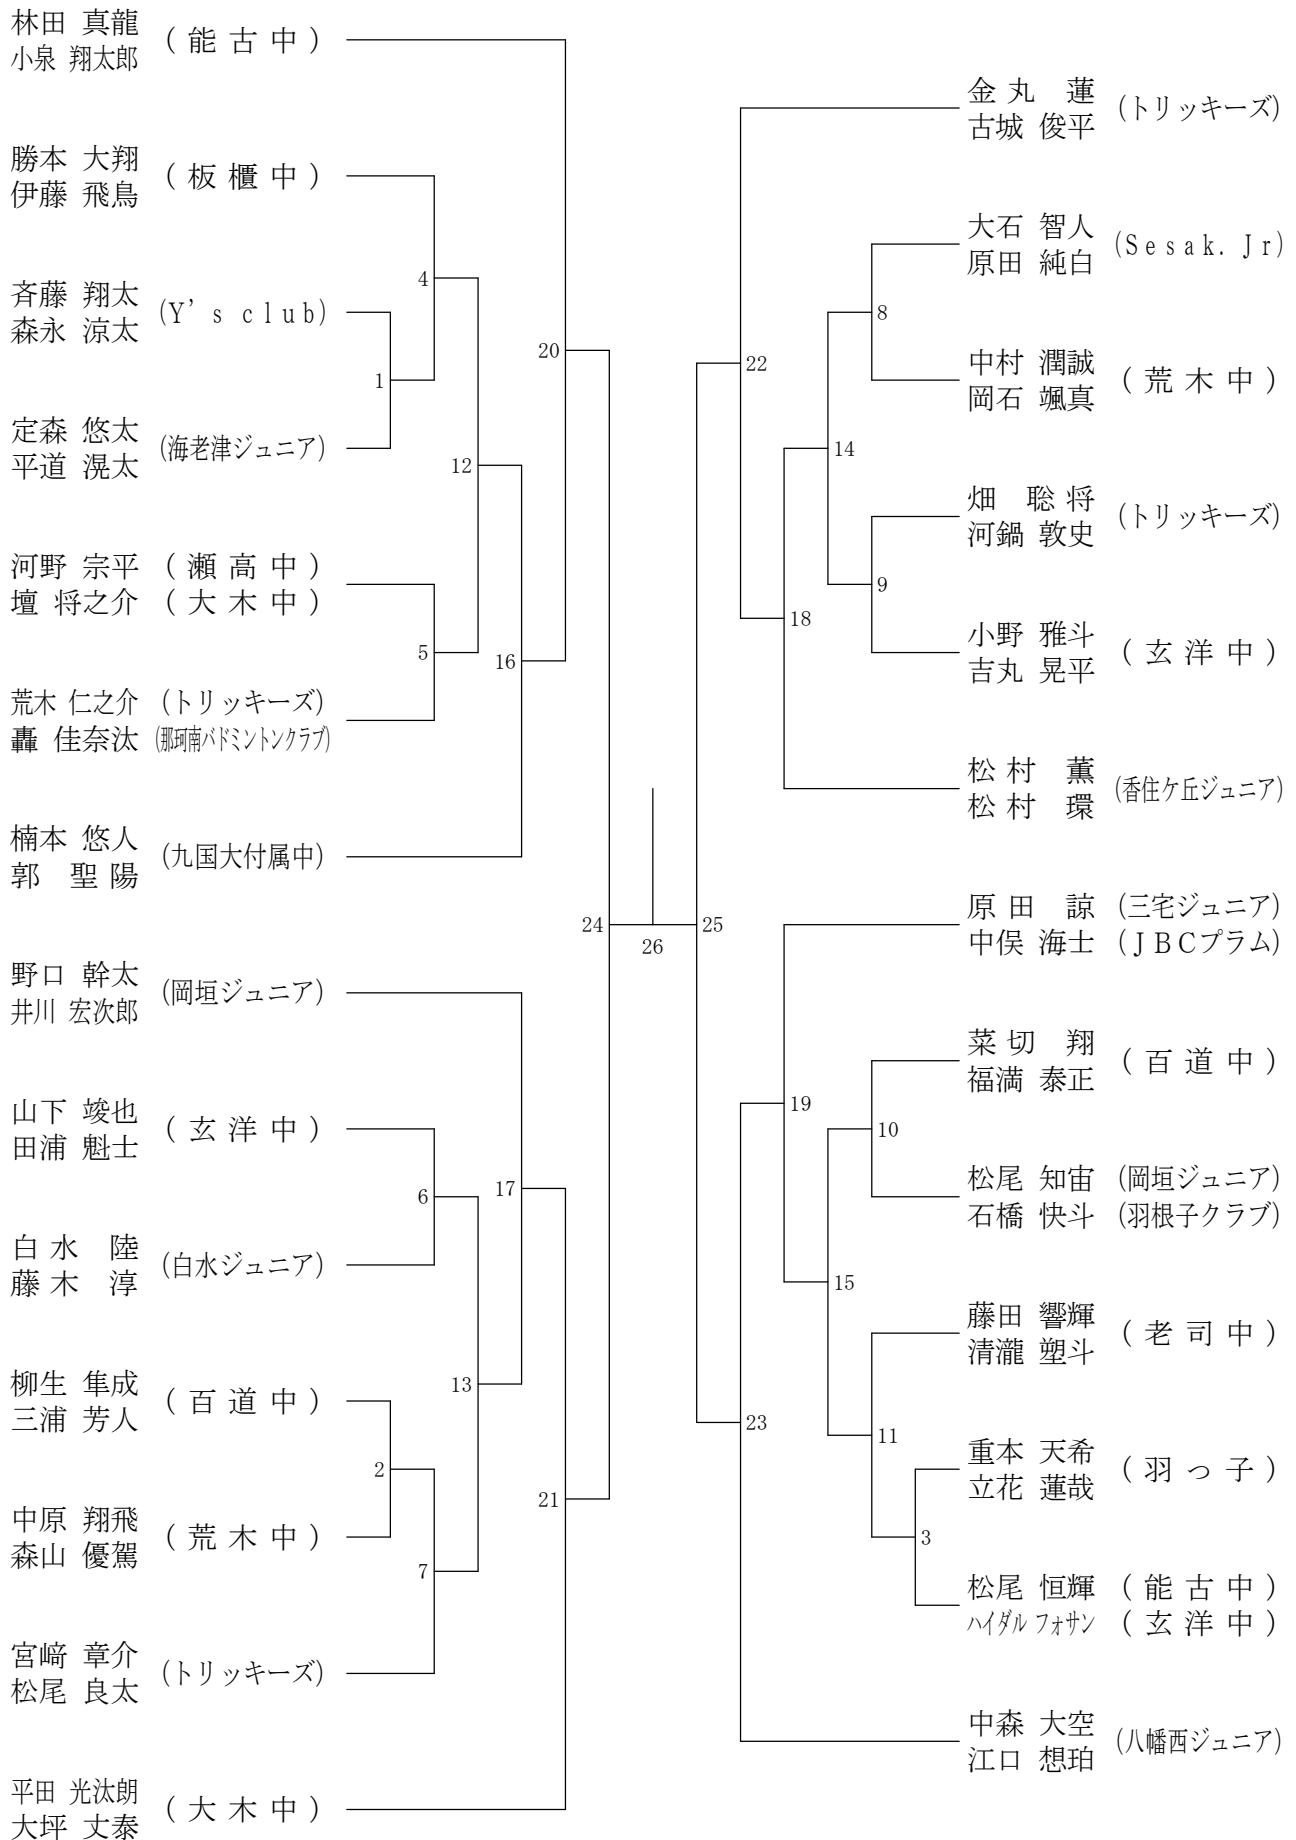 林田 真龍 (能古中)
小泉 翔太郎
勝本 大翔 (板櫃中)
伊藤 飛鳥
4
斉藤 翔太 (Y's club)
森永 涼太
20
1
定森 悠太 (海老津ジュニア)
平道 滉太
12
河野 宗平 (瀬高中)
壇 将之介 (大木中)
5
16
荒木 仁之介 (トリッキーズ)
轟 佳奈汰 (那珂南バドミントンクラブ)
楠本 悠人 (九国大付属中)
郭 聖陽
24
26
野口 幹太 (岡垣ジュニア)
井川 宏次郎
山下 竣也 (玄洋中)
田浦 魁士
6
17
白水 陸 (白水ジュニア)
藤木 淳
柳生 隼成 (百道中)
三浦 芳人
13
2
21
中原 翔飛 (荒木中)
森山 優駕
7
宮﨑 章介 (トリッキーズ)
松尾 良太
平田 光汰朗 (大木中)
大坪 丈泰
金丸 蓮 (トリッキーズ)
古城 俊平
大石 智人 (Sesak.Jr)
原田 純白
8
22
中村 潤誠 (荒木中)
岡石 颯真
14
畑 聡将 (トリッキーズ)
河鍋 敦史
9
18
小野 雅斗 (玄洋中)
吉丸 晃平
松村 薫 (香住ケ丘ジュニア)
松村 環
25
原田 諒 (三宅ジュニア)
中俣 海士 (JBCプラム)
菜切 翔 (百道中)
福満 泰正
19
10
松尾 知宙 (岡垣ジュニア)
石橋 快斗 (羽根子クラブ)
15
藤田 響輝 (老司中)
清瀧 塑斗
23
11
重本 天希 (羽っ子)
立花 蓮哉
3
松尾 恒輝 (能古中)
ハイダル フォサン (玄洋中)
中森 大空 (八幡西ジュニア)
江口 想珀